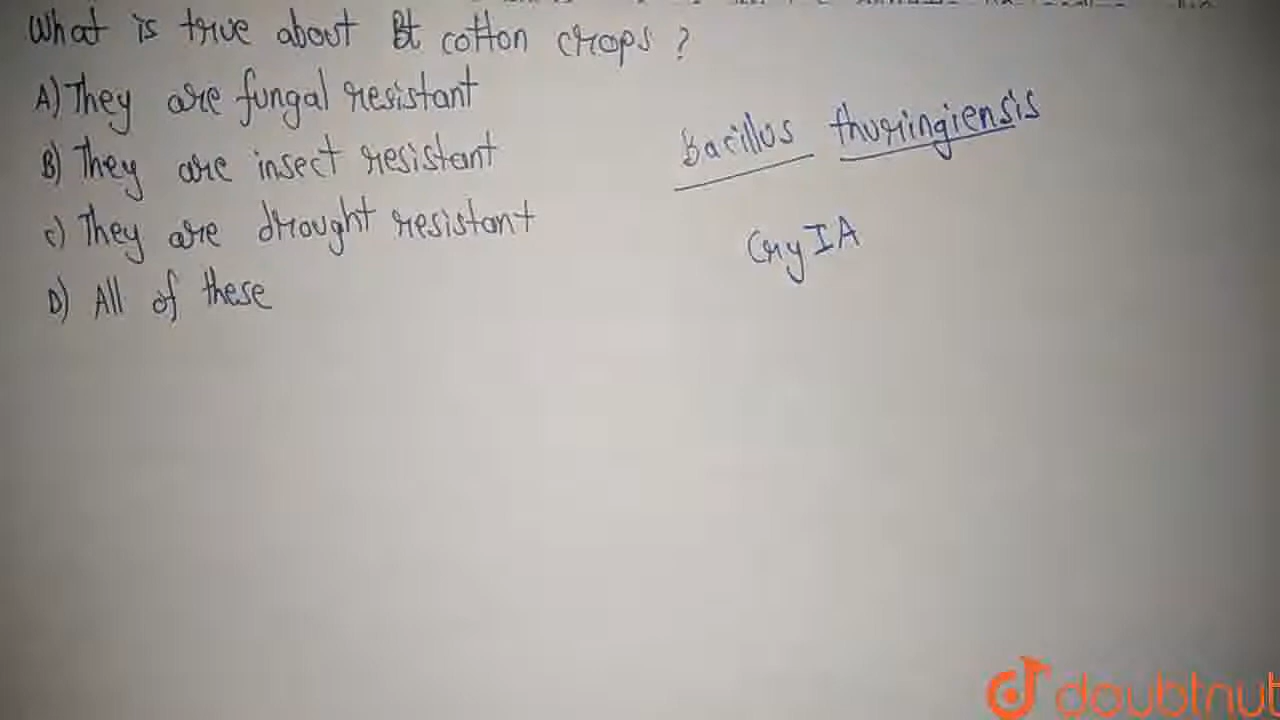 What is true about Bt cotton crops ?
A) They are fungal resistant
B) They are insect resistant
C) They are drought resistant
D) All of these
Bacillus thuringiensis
Cry I A
doubtnut